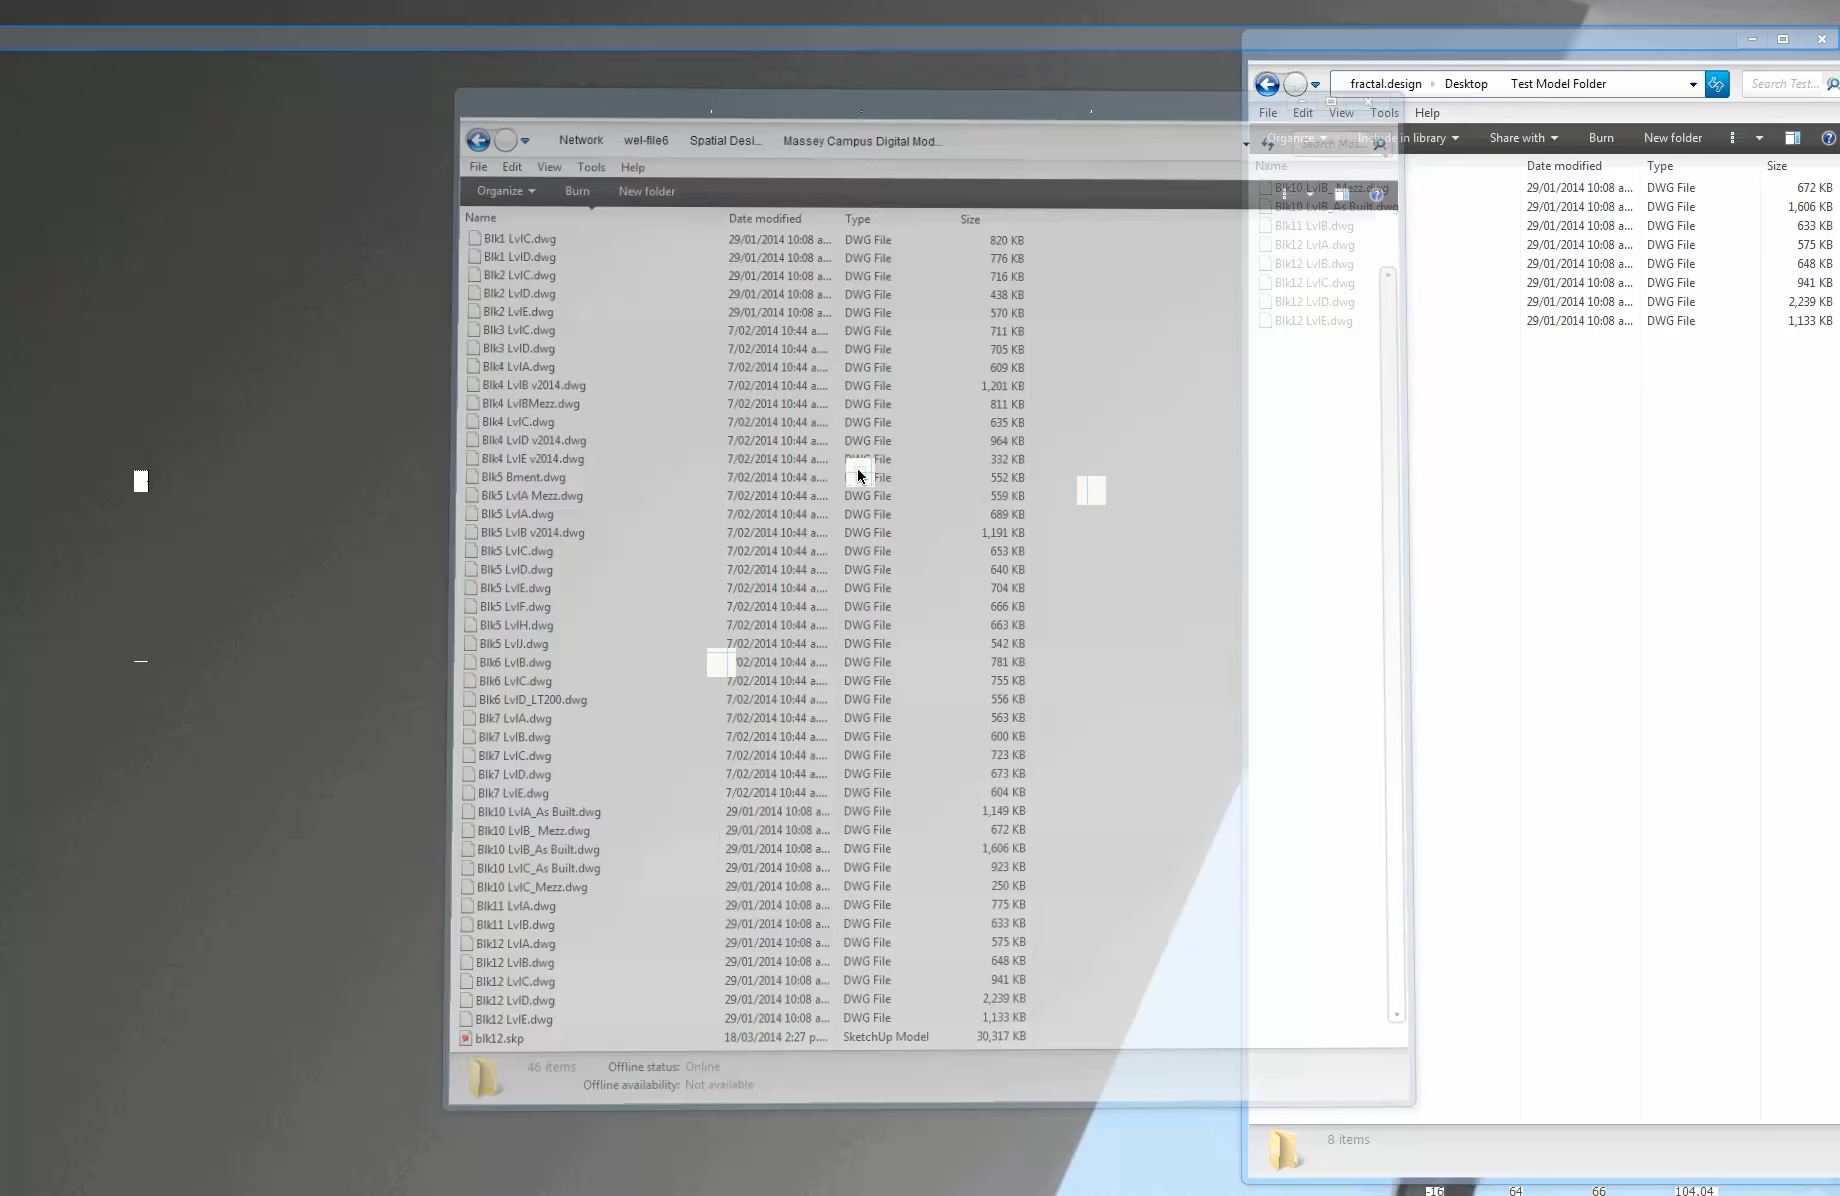 Network wel-file6 Spatial Desi... Massey Campus Digital Mod...
File Edit View Tools Help
Organize Burn New folder
Name Date modified Type Size
Blk1 LvlC.dwg 29/01/2014 10:08 a... DWG File 820 KB
Blk1 LvlD.dwg 29/01/2014 10:08 a... DWG File 776 KB
Blk2 LvlC.dwg 29/01/2014 10:08 a... DWG File 716 KB
Blk2 LvlD.dwg 29/01/2014 10:08 a... DWG File 438 KB
Blk2 LvlE.dwg 29/01/2014 10:08 a... DWG File 570 KB
Blk3 LvlC.dwg 7/02/2014 10:44 a.... DWG File 711 KB
Blk3 LvlD.dwg 7/02/2014 10:44 a.... DWG File 705 KB
Blk4 LvlA.dwg 7/02/2014 10:44 a.... DWG File 609 KB
Blk4 LvlB v2014.dwg 7/02/2014 10:44 a.... DWG File 1,201 KB
Blk4 LvlBMezz.dwg 7/02/2014 10:44 a.... DWG File 811 KB
Blk4 LvlC.dwg 7/02/2014 10:44 a.... DWG File 635 KB
Blk4 LvlD v2014.dwg 7/02/2014 10:44 a.... DWG File 964 KB
Blk4 LvlE v2014.dwg 7/02/2014 10:44 a.... DWG File 332 KB
Blk5 Bment.dwg 7/02/2014 10:44 a.... File 552 KB
Blk5 LvlA Mezz.dwg 7/02/2014 10:44 a.... DWG File 559 KB
Blk5 LvlA.dwg 7/02/2014 10:44 a.... DWG File 689 KB
Blk5 LvlB v2014.dwg 7/02/2014 10:44 a.... DWG File 1,191 KB
Blk5 LvlC.dwg 7/02/2014 10:44 a.... DWG File 653 KB
Blk5 LvlD.dwg 7/02/2014 10:44 a.... DWG File 640 KB
Blk5 LvlE.dwg 7/02/2014 10:44 a.... DWG File 704 KB
Blk5 LvlF.dwg 7/02/2014 10:44 a.... DWG File 666 KB
Blk5 LvlH.dwg 7/02/2014 10:44 a.... DWG File 663 KB
Blk5 LvlJ.dwg 7/02/2014 10:44 a.... DWG File 542 KB
Blk6 LvlB.dwg 7/02/2014 10:44 a.... DWG File 781 KB
Blk6 LvlC.dwg 7/02/2014 10:44 a.... DWG File 755 KB
Blk6 LvlD_LT200.dwg 7/02/2014 10:44 a.... DWG File 556 KB
Blk7 LvlA.dwg 7/02/2014 10:44 a.... DWG File 563 KB
Blk7 LvlB.dwg 7/02/2014 10:44 a.... DWG File 600 KB
Blk7 LvlC.dwg 7/02/2014 10:44 a.... DWG File 723 KB
Blk7 LvlD.dwg 7/02/2014 10:44 a.... DWG File 673 KB
Blk7 LvlE.dwg 7/02/2014 10:44 a.... DWG File 604 KB
Blk10 LvlA_As Built.dwg 29/01/2014 10:08 a... DWG File 1,149 KB
Blk10 LvlB_ Mezz.dwg 29/01/2014 10:08 a... DWG File 672 KB
Blk10 LvlB_As Built.dwg 29/01/2014 10:08 a... DWG File 1,606 KB
Blk10 LvlC_As Built.dwg 29/01/2014 10:08 a... DWG File 923 KB
Blk10 LvlC_Mezz.dwg 29/01/2014 10:08 a... DWG File 250 KB
Blk11 LvlA.dwg 29/01/2014 10:08 a... DWG File 775 KB
Blk11 LvlB.dwg 29/01/2014 10:08 a... DWG File 633 KB
Blk12 LvlA.dwg 29/01/2014 10:08 a... DWG File 575 KB
Blk12 LvlB.dwg 29/01/2014 10:08 a... DWG File 648 KB
Blk12 LvlC.dwg 29/01/2014 10:08 a... DWG File 941 KB
Blk12 LvlD.dwg 29/01/2014 10:08 a... DWG File 2,239 KB
Blk12 LvlE.dwg 29/01/2014 10:08 a... DWG File 1,133 KB
blk12.skp 18/03/2014 2:27 p.... SketchUp Model 30,317 KB
46 items Offline status: Online
Offline availability: Not available
fractal.design Desktop Test Model Folder Search Test...
File Edit View Tools Help
Organize Include in library Share with Burn New folder
Search Mas...
Name Date modified Type Size
Blk10 LvlB_ Mezz.dwg 29/01/2014 10:08 a... DWG File 672 KB
Blk10 LvlB_As Built.dwg 29/01/2014 10:08 a... DWG File 1,606 KB
Blk11 LvlB.dwg 29/01/2014 10:08 a... DWG File 633 KB
Blk12 LvlA.dwg 29/01/2014 10:08 a... DWG File 575 KB
Blk12 LvlB.dwg 29/01/2014 10:08 a... DWG File 648 KB
Blk12 LvlC.dwg 29/01/2014 10:08 a... DWG File 941 KB
Blk12 LvlD.dwg 29/01/2014 10:08 a... DWG File 2,239 KB
Blk12 LvlE.dwg 29/01/2014 10:08 a... DWG File 1,133 KB
8 items
-16 64 66 104.04